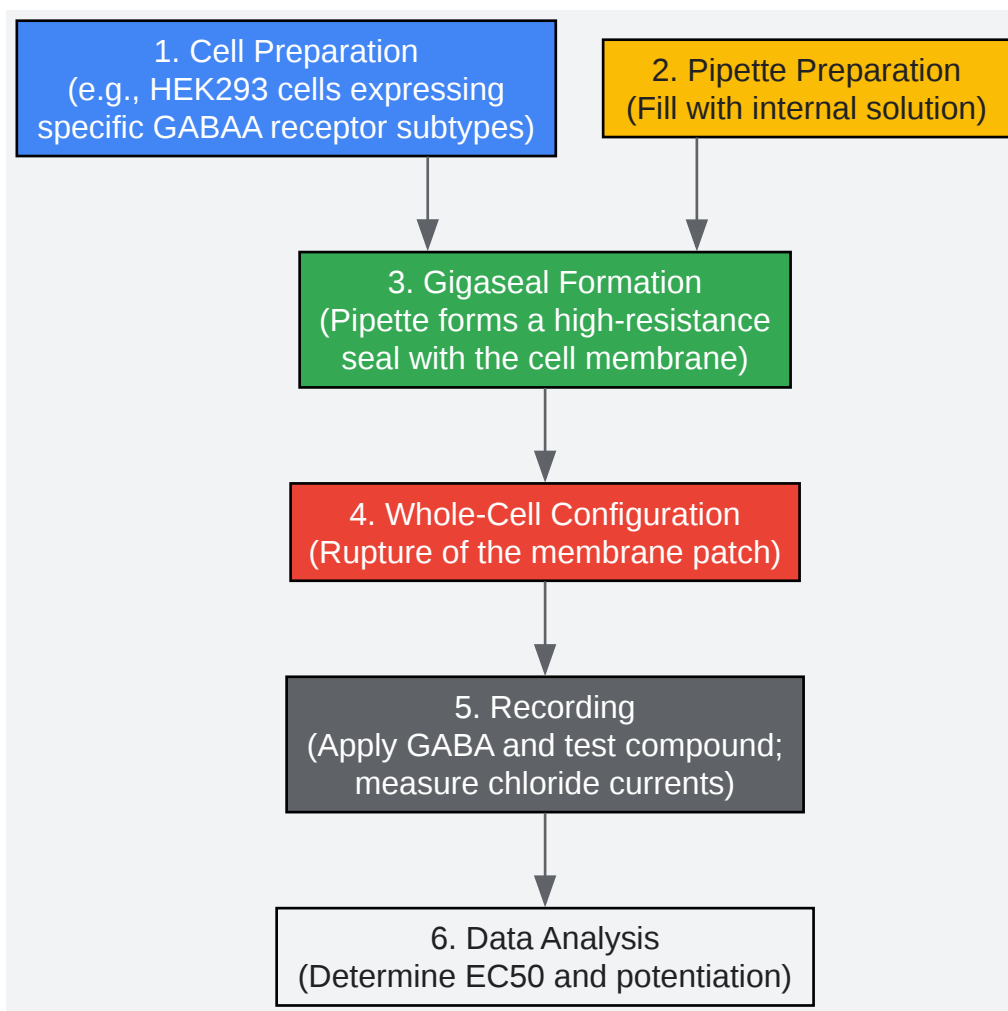 1. Cell Preparation
(e.g., HEK293 cells expressing
specific GABAA receptor subtypes)
2. Pipette Preparation
(Fill with internal solution)
3. Gigaseal Formation
(Pipette forms a high-resistance
seal with the cell membrane)
4. Whole-Cell Configuration
(Rupture of the membrane patch)
5. Recording
(Apply GABA and test compound;
measure chloride currents)
6. Data Analysis
(Determine EC50 and potentiation)